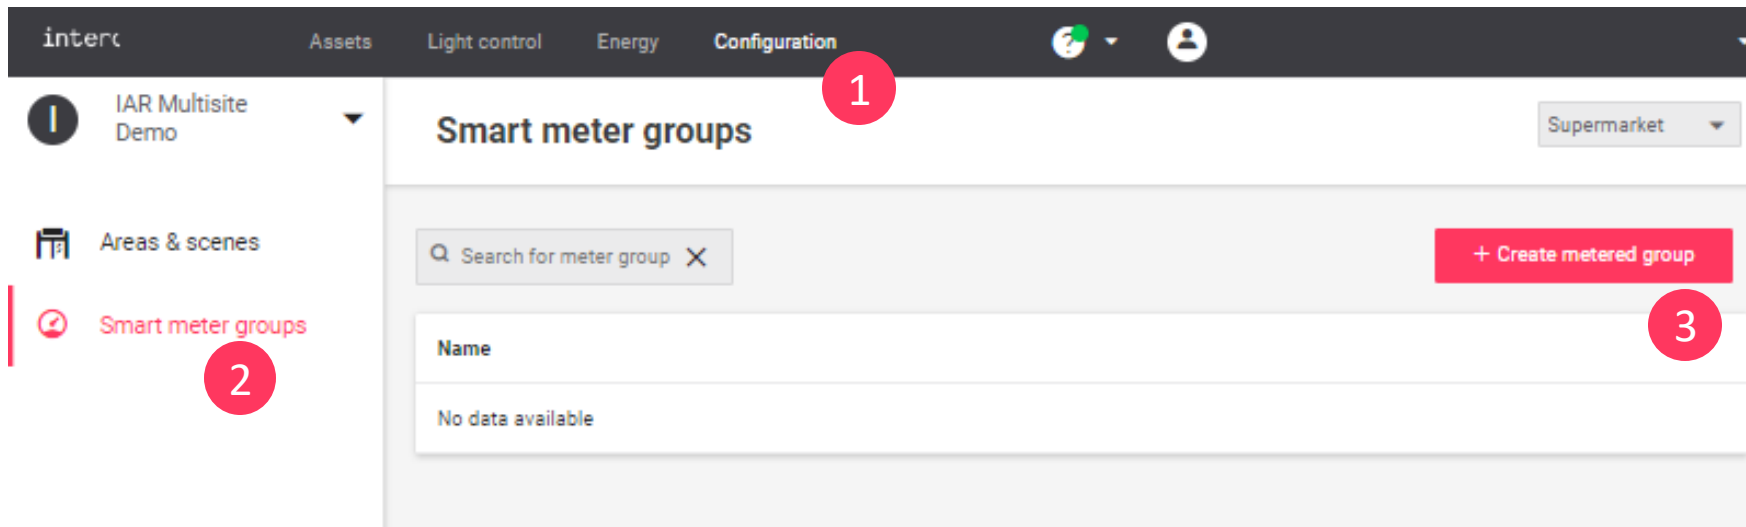 Assets Light control Energy Configuration ?
1
I IAR Multisite
Demo
Smart meter groups
Supermarket
Areas & scenes
Search for meter group
+ Create metered group
Smart meter groups
2
3
Name
No data available